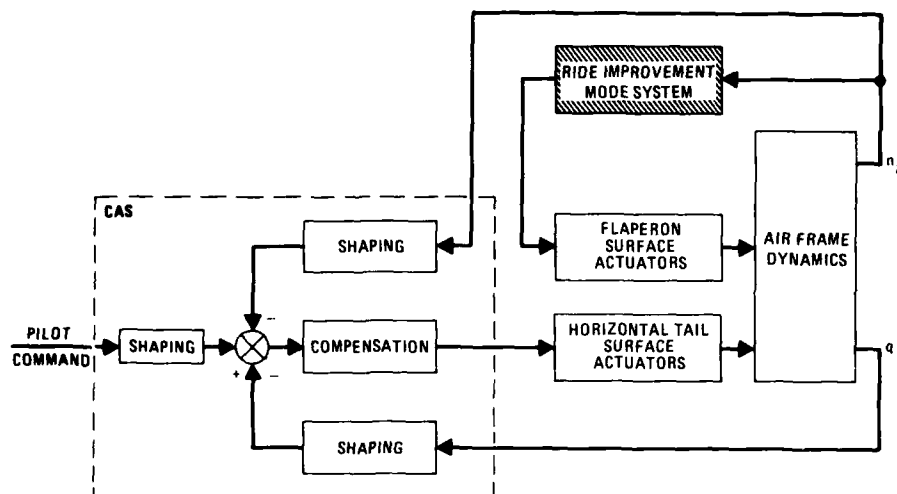 RIDE IMPROVEMENT
MODE SYSTEM
CAS
SHAPING
FLAPERON
SURFACE
ACTUATORS
AIR FRAME
DYNAMICS
n
PILOT
COMMAND
SHAPING
−
+
−
COMPENSATION
HORIZONTAL TAIL
SURFACE
ACTUATORS
q
SHAPING